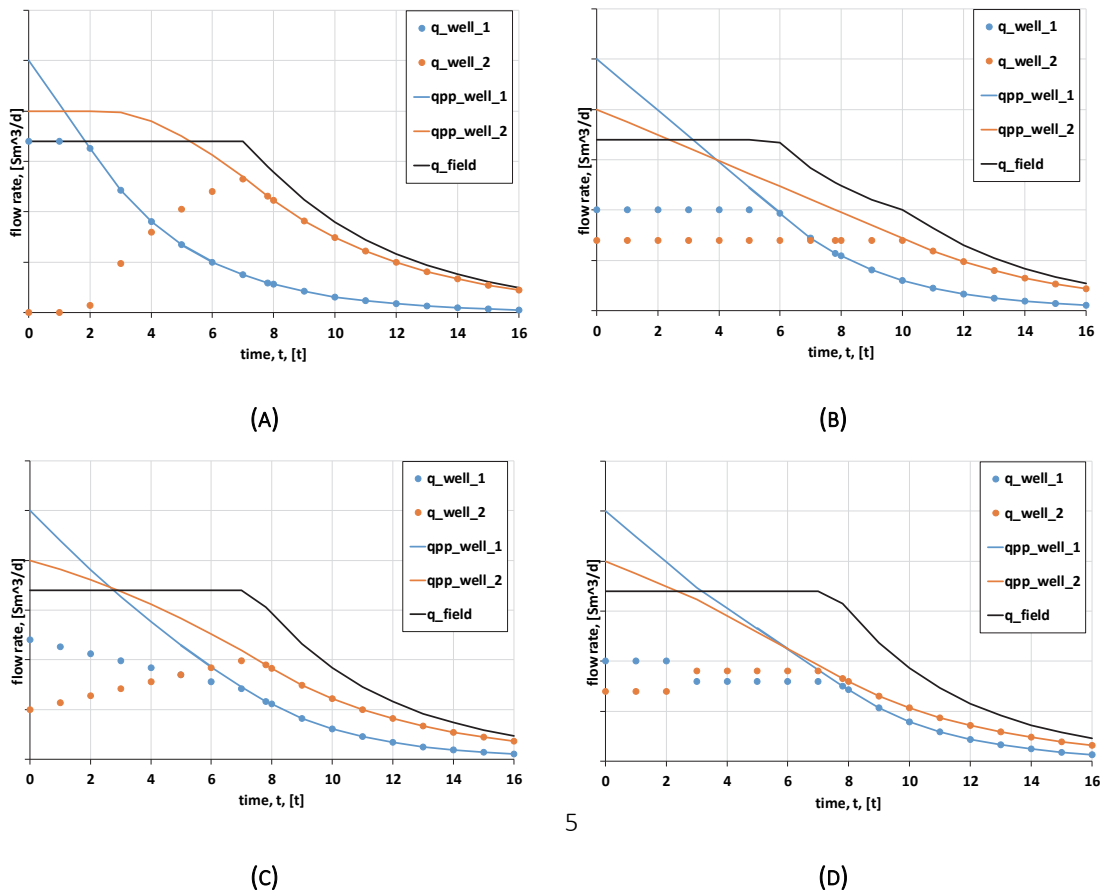 q_well_1
q_well_2
qpp_well_1
qpp_well_2
q_field
flow rate, [Sm^3/d]
0 2 4 6 8 10 12 14 16
time, t, [t]
(A)
q_well_1
q_well_2
qpp_well_1
qpp_well_2
q_field
flow rate, [Sm^3/d]
0 2 4 6 8 10 12 14 16
time, t, [t]
(B)
q_well_1
q_well_2
qpp_well_1
qpp_well_2
q_field
flow rate, [Sm^3/d]
0 2 4 6 8 10 12 14 16
time, t, [t]
(C)
q_well_1
q_well_2
qpp_well_1
qpp_well_2
q_field
flow rate, [Sm^3/d]
0 2 4 6 8 10 12 14 16
time, t, [t]
5
(D)